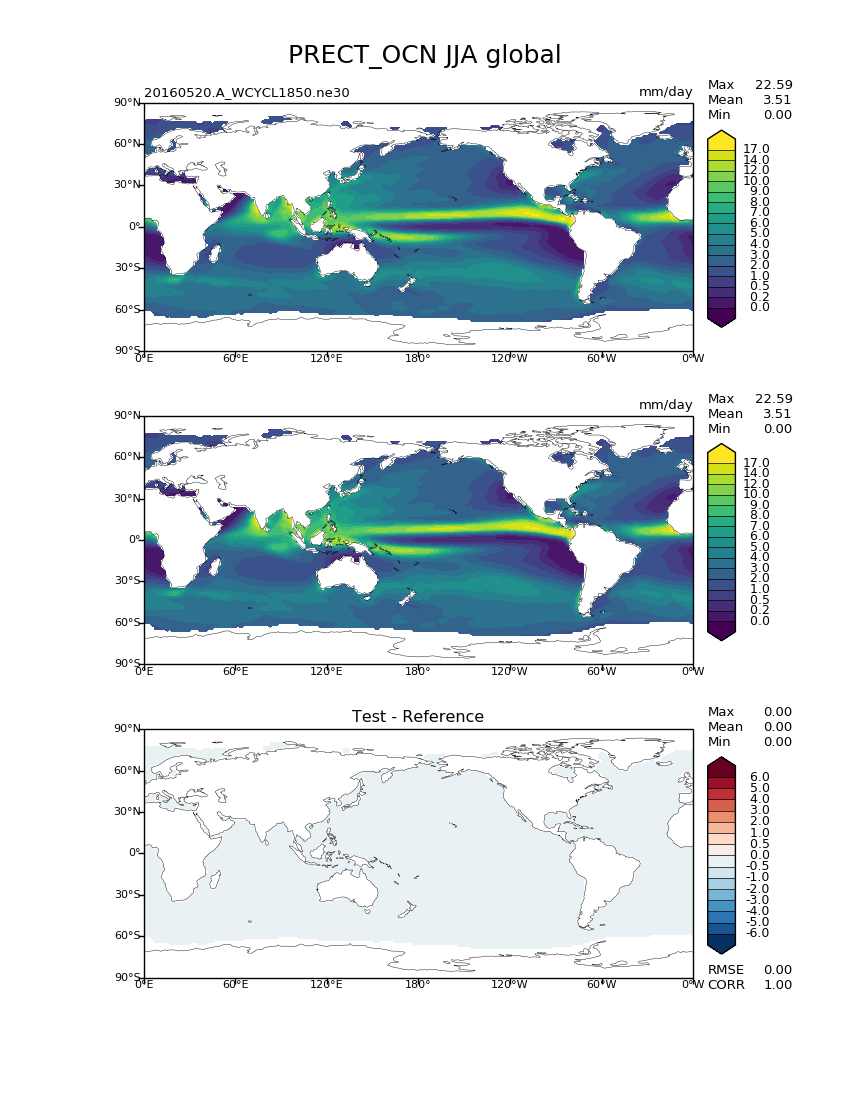 PRECT_OCN JJA global
20160520.A_WCYCL1850.ne30
mm/day
Max 22.59
Mean 3.51
Min 0.00
90°N
60°N
30°N
0°
30°S
60°S
90°S
0°E 60°E 120°E 180° 120°W 60°W 0°W
17.0
14.0
12.0
10.0
9.0
8.0
7.0
6.0
5.0
4.0
3.0
2.0
1.0
0.5
0.2
0.0
mm/day
Max 22.59
Mean 3.51
Min 0.00
90°N
60°N
30°N
0°
30°S
60°S
90°S
0°E 60°E 120°E 180° 120°W 60°W 0°W
17.0
14.0
12.0
10.0
9.0
8.0
7.0
6.0
5.0
4.0
3.0
2.0
1.0
0.5
0.2
0.0
Test - Reference
Max 0.00
Mean 0.00
Min 0.00
90°N
60°N
30°N
0°
30°S
60°S
90°S
0°E 60°E 120°E 180° 120°W 60°W 0°W
6.0
5.0
4.0
3.0
2.0
1.0
0.5
0.0
-0.5
-1.0
-2.0
-3.0
-4.0
-5.0
-6.0
RMSE 0.00
CORR 1.00